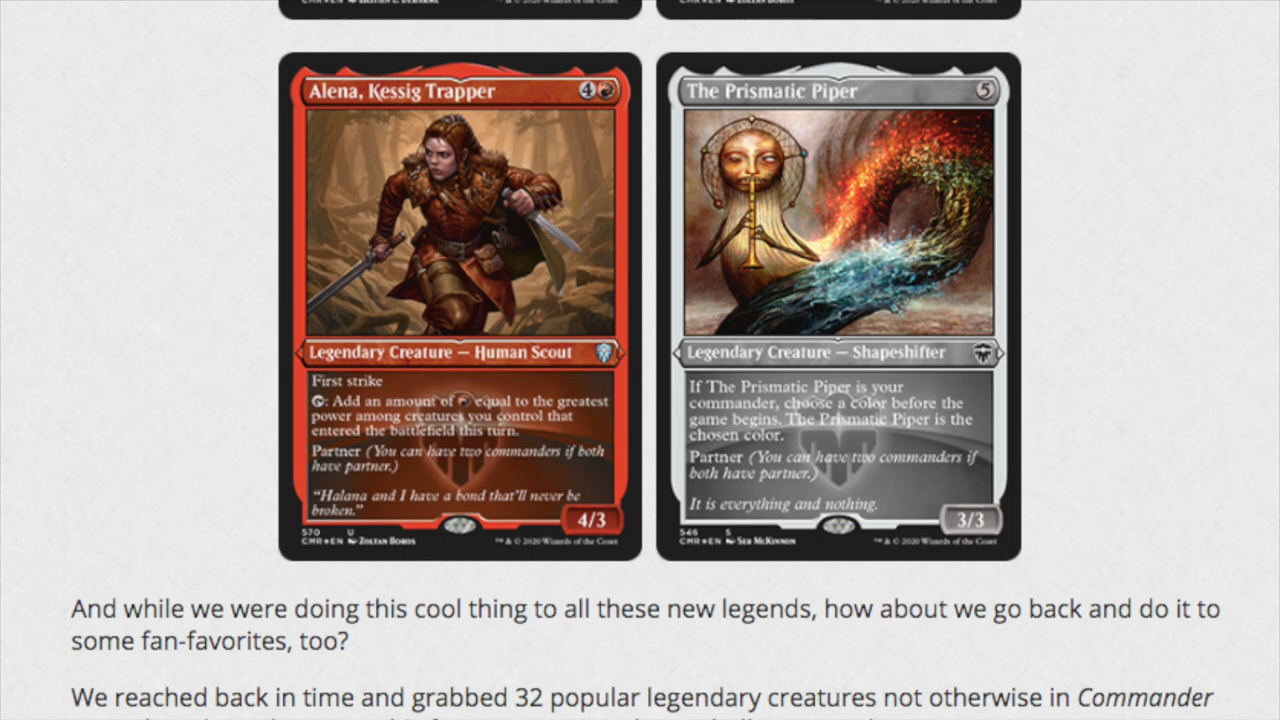 Alena, Kessig Trapper
4
Legendary Creature — Human Scout
First strike
: Add an amount of equal to the greatest
power among creatures you control that
entered the battlefield this turn.
Partner (You can have two commanders if both
have partner.)
“Halana and I have a bond that'll never be
broken.”
4/3
570 U
CMR EN Zoltan Boros ™ & © 2020 Wizards of the Coast
The Prismatic Piper
5
Legendary Creature — Shapeshifter
If The Prismatic Piper is your
commander, choose a color before the
game begins. The Prismatic Piper is the
chosen color.
Partner (You can have two commanders if
both have partner.)
It is everything and nothing.
3/3
546 S
CMR EN Seb McKinnon ™ & © 2020 Wizards of the Coast
And while we were doing this cool thing to all these new legends, how about we go back and do it to
some fan-favorites, too?
We reached back in time and grabbed 32 popular legendary creatures not otherwise in Commander